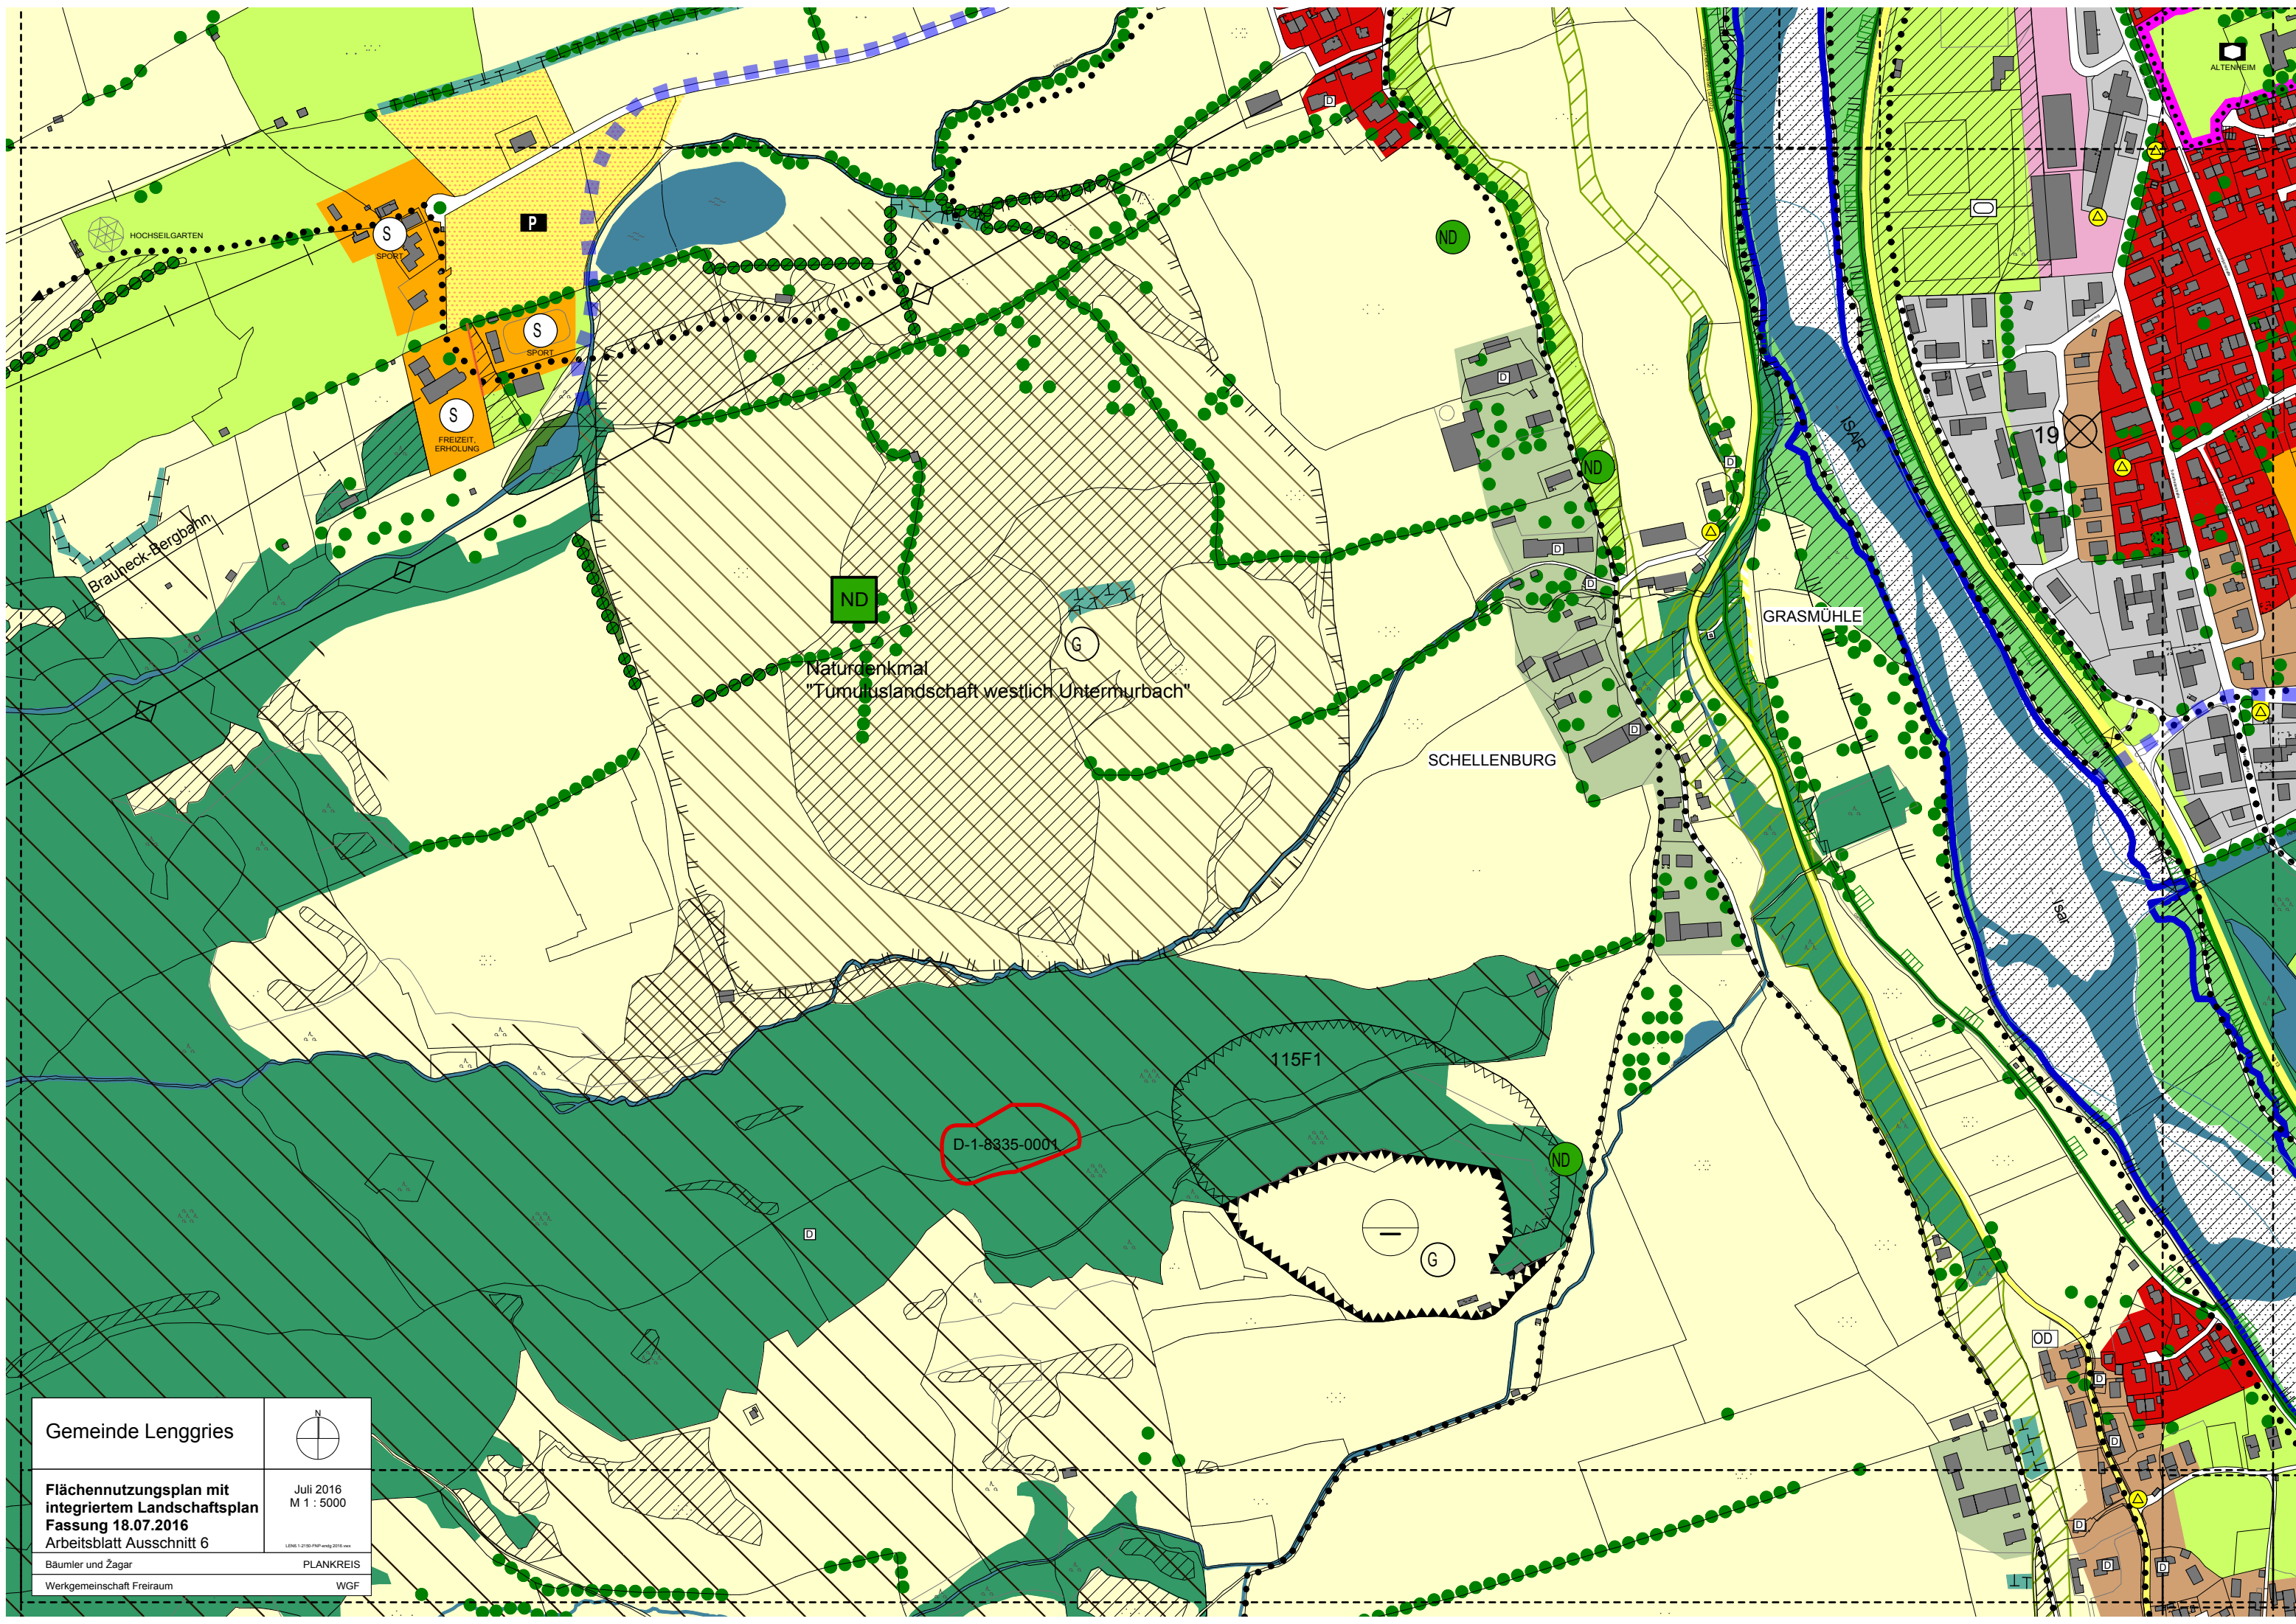 ALTENHEIM
P
HOCHSEILGARTEN
S
SPORT
S
SPORT
S
FREIZEIT,
ERHOLUNG
D
ND
D
ND
D
D
D
D
ISAR
19
Brauneck-Bergbahn
ND
G
Naturdenkmal
"Tumuluslandschaft westlich Untermurbach"
GRASMÜHLE
SCHELLENBURG
Isar
115F1
D-1-8335-0001
ND
D
G
OD
D
D
D
D
D
Gemeinde Lenggries
N
Flächennutzungsplan mit
integriertem Landschaftsplan
Fassung 18.07.2016
Arbeitsblatt Ausschnitt 6
Juli 2016
M 1 : 5000
Bäumler und Žagar
PLANKREIS
Werkgemeinschaft Freiraum
WGF